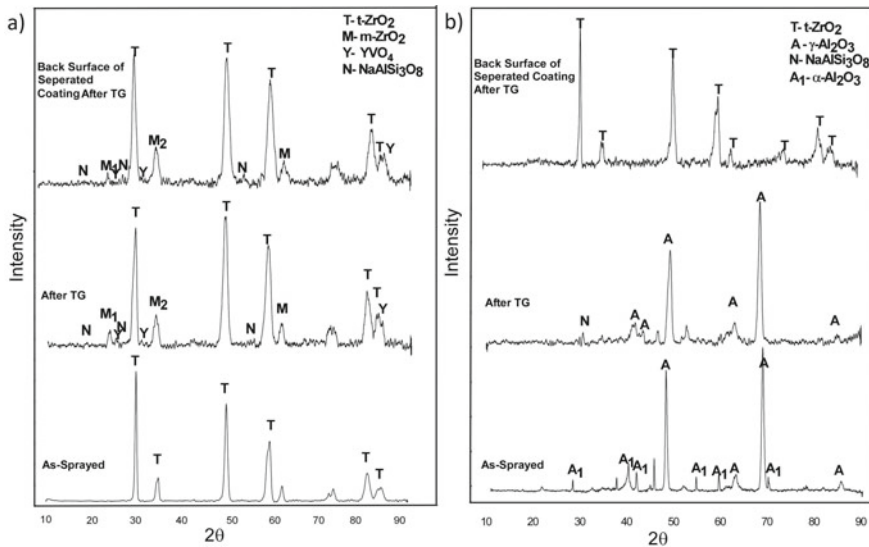 a)
T- t-ZrO2
M- m-ZrO2
Y- YVO4
N- NaAlSi3O8
Back Surface of
Seperated
Coating After TG
N M1 Y N T Y M2 T N T M T T Y
After TG
N M1 Y N T Y M2 T N T M T T Y
As-Sprayed
T T T T T T
Intensity
10 20 30 40 50 60 70 80 90
2θ
b)
T- t-ZrO2
A - γ-Al2O3
N- NaAlSi3O8
A1- α-Al2O3
Back Surface of
Seperated Coating
After TG
T T T T T T T T
After TG
N A A A A A A
As-Sprayed
A1 A1 A1 A A1 A1 A A A1 A
Intensity
10 20 30 40 50 60 70 80 90
2θ